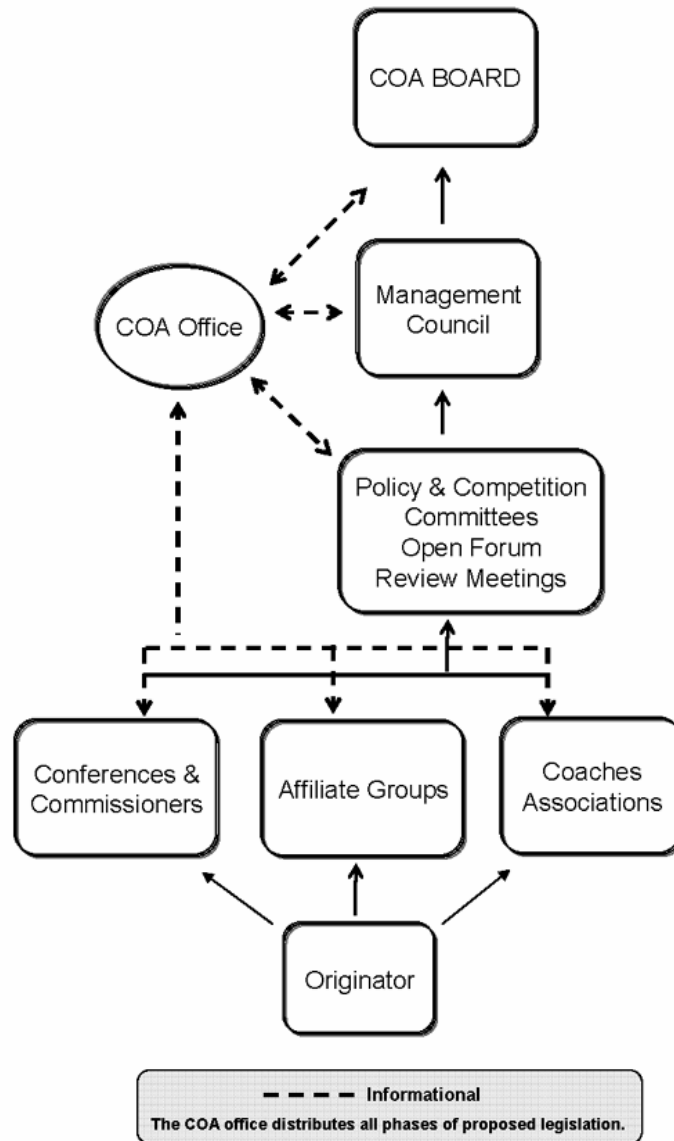 COA BOARD
Management
Council
COA Office
Policy & Competition
Committees
Open Forum
Review Meetings
Conferences &
Commissioners
Affiliate Groups
Coaches
Associations
Originator
Informational
The COA office distributes all phases of proposed legislation.